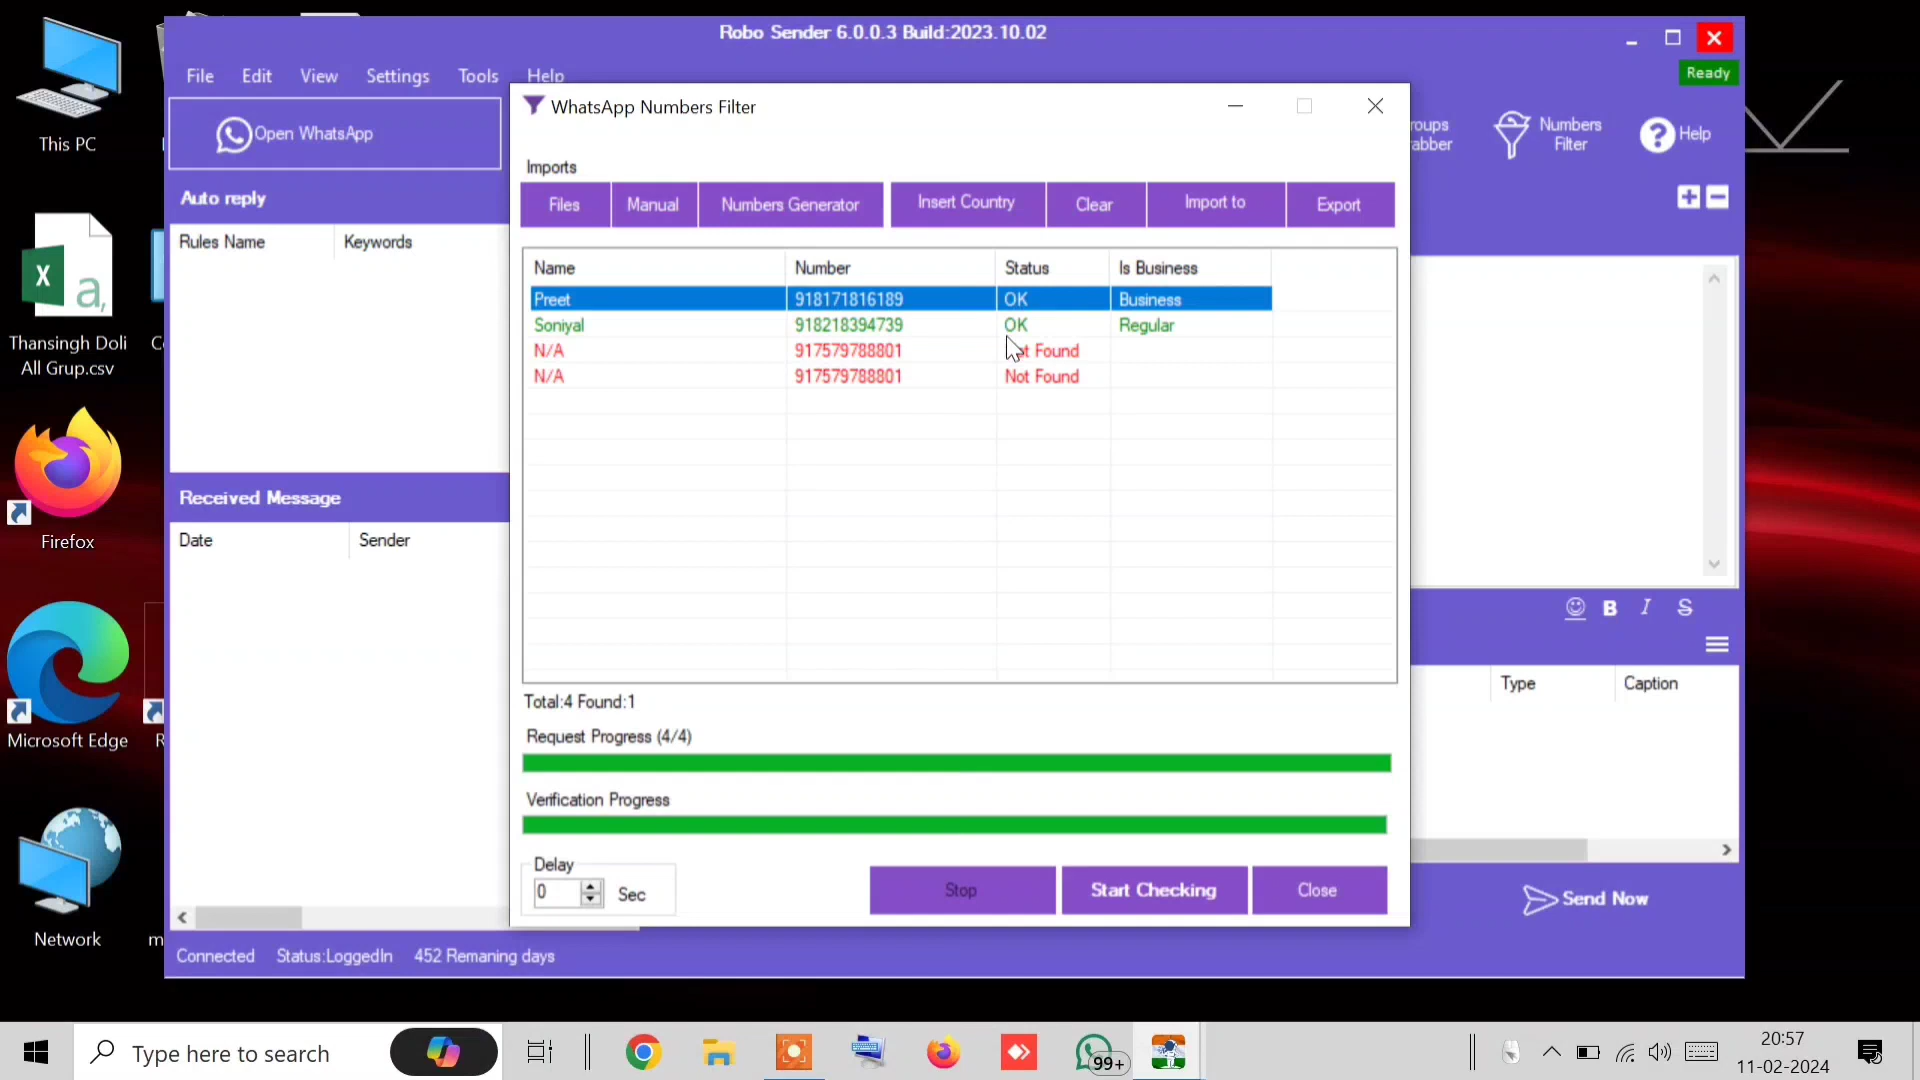 Robo Sender 6.0.0.3 Build:2023.10.02
Ready
File Edit View Settings Tools Help
Open WhatsApp
WhatsApp Numbers Filter
Numbers
Filter
Help
Imports
Files Manual Numbers Generator Insert Country Clear Import to Export
Auto reply
Rules Name Keywords
Name Number Status Is Business
Preet 918171816189 OK Business
Soniyal 918218394739 OK Regular
N/A 917579788801 Found
N/A 917579788801 Not Found
Total:4 Found:1
Request Progress (4/4)
Verification Progress
Delay
0 Sec
Stop Start Checking Close
Received Message
Date Sender
B I S
Type Caption
Send Now
Connected Status:LoggedIn 452 Remaning days
This PC
X a,
Thansingh Doli
All Grup.csv
Firefox
Microsoft Edge
Network
Type here to search
99+
20:57
11-02-2024